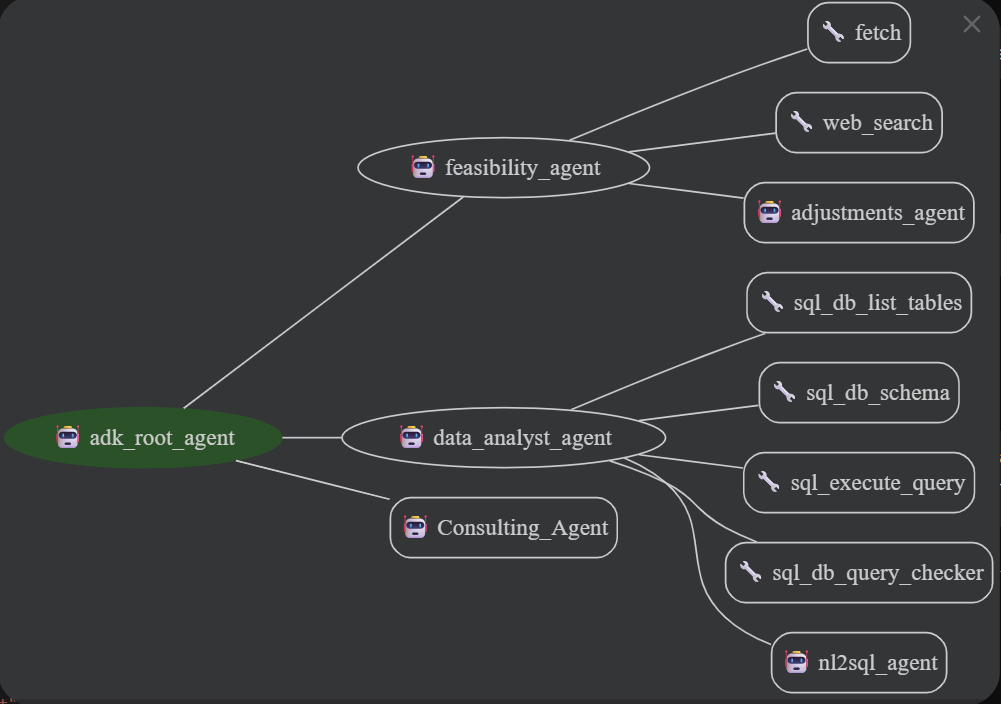 fetch
web_search
feasibility_agent
adjustments_agent
sql_db_list_tables
sql_db_schema
adk_root_agent
data_analyst_agent
sql_execute_query
Consulting_Agent
sql_db_query_checker
nl2sql_agent